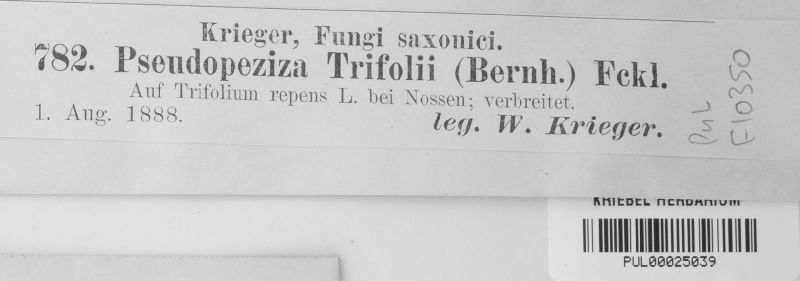 Krieger, Fungi saxonici.
782. Pseudopeziza Trifolii (Bernh.) Fckl.
Auf Trifolium repens L. bei Nossen; verbreitet.
1. Aug. 1888.
leg. W. Krieger.
PUL
F10350
KRIEBEL HERBARIUM
PUL00025039